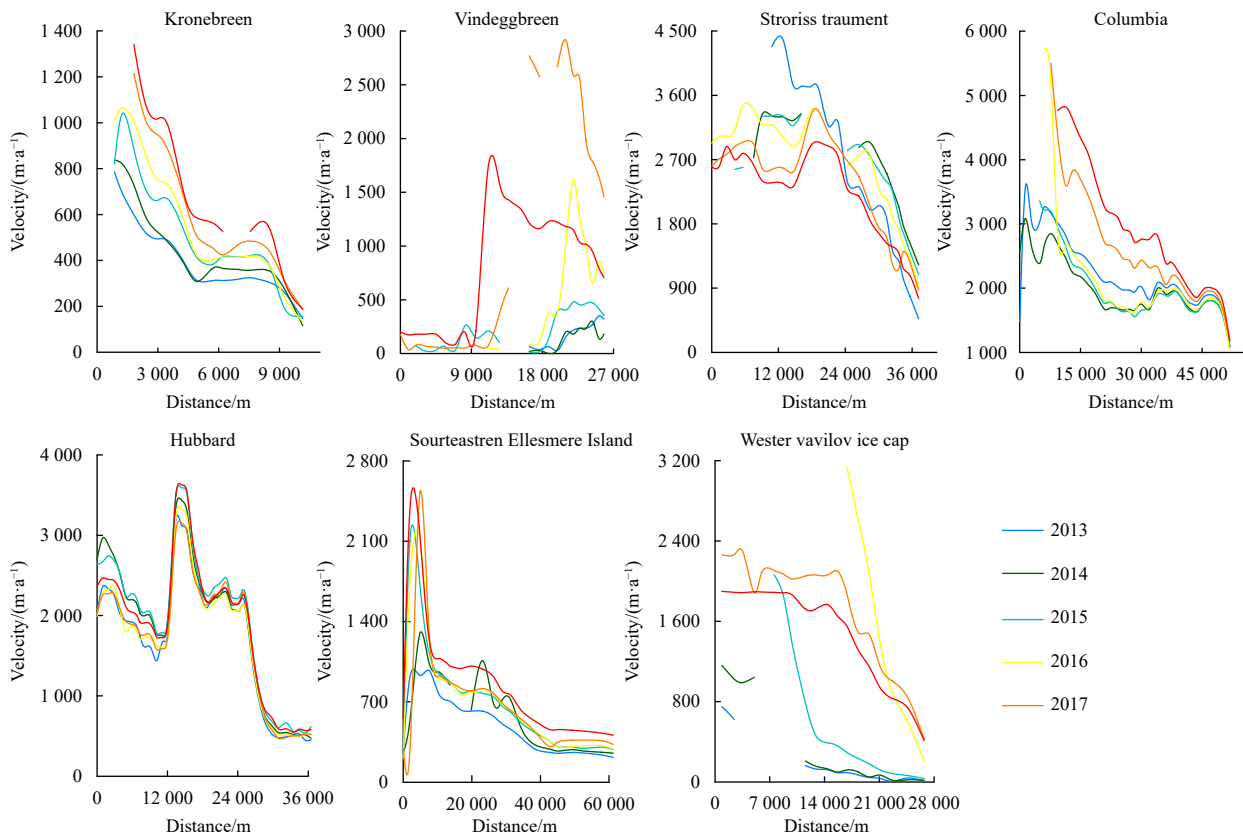 Kronebreen
1 400
1 200
1 000
800
600
400
200
0
Velocity/(m·a⁻¹)
0 3 000 6 000 9 000
Distance/m
Vindeggbreen
3 000
2 500
2 000
1 500
1 000
500
0
Velocity/(m·a⁻¹)
0 9 000 18 000 27 000
Distance/m
Stroriss traument
4 500
3 600
2 700
1 800
900
0
Velocity/(m·a⁻¹)
0 12 000 24 000 36 000
Distance/m
Columbia
6 000
5 000
4 000
3 000
2 000
1 000
Velocity/(m·a⁻¹)
0 15 000 30 000 45 000
Distance/m
Hubbard
4 000
3 000
2 000
1 000
0
Velocity/(m·a⁻¹)
0 12 000 24 000 36 000
Distance/m
Sourteastren Ellesmere Island
2 800
2 100
1 400
700
0
Velocity/(m·a⁻¹)
0 20 000 40 000 60 000
Distance/m
Wester vavilov ice cap
3 200
2 400
1 600
800
0
Velocity/(m·a⁻¹)
0 7 000 14 000 21 000 28 000
Distance/m
2013
2014
2015
2016
2017